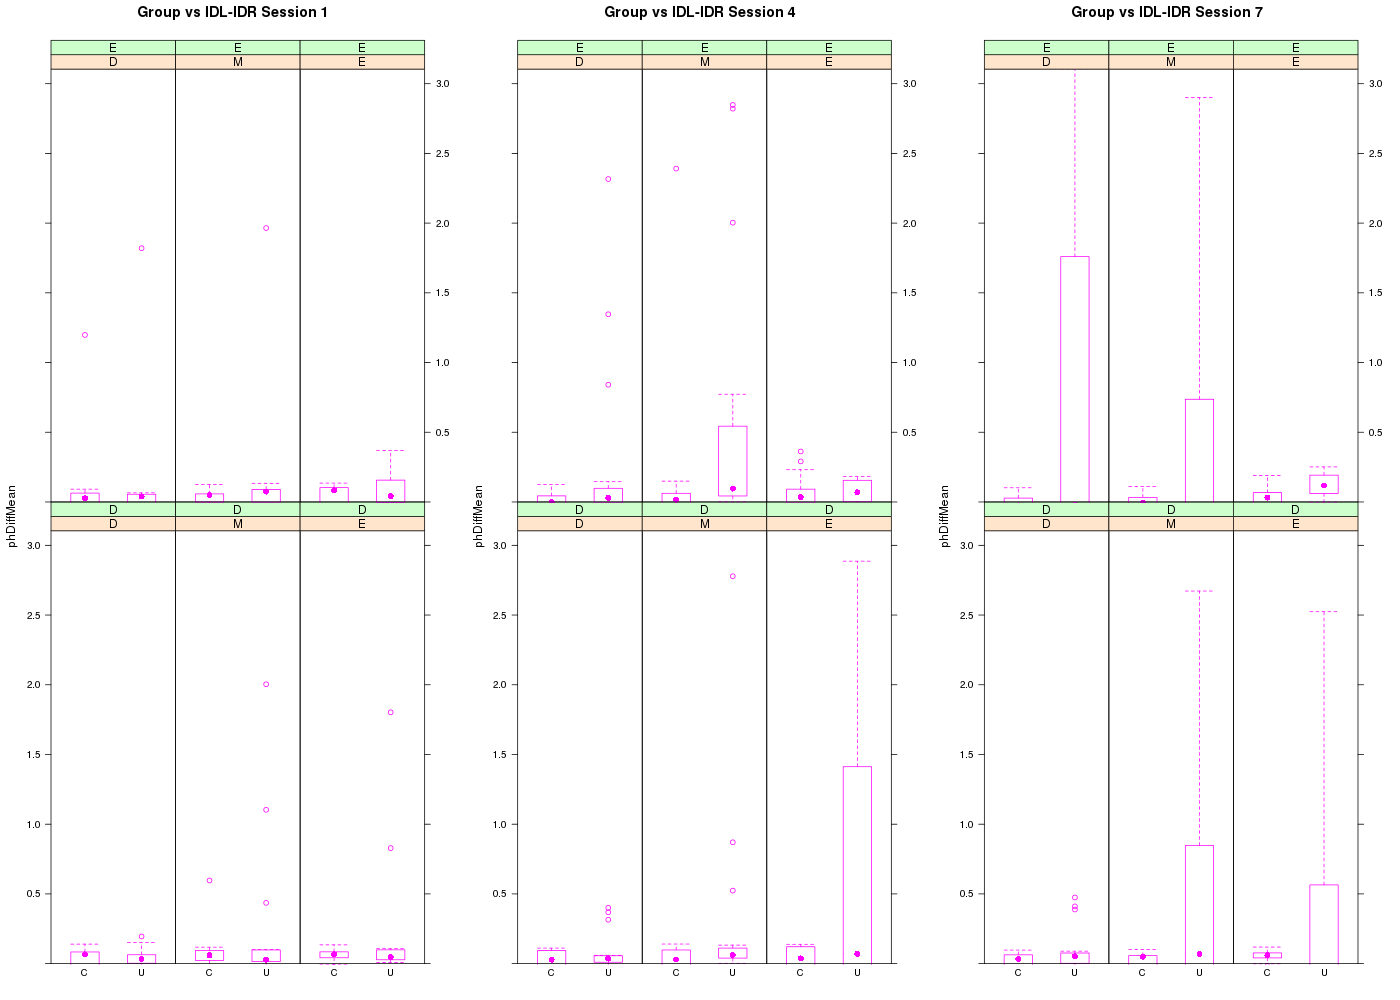 Group vs IDL-IDR Session 1 Group vs IDL-IDR Session 4 Group vs IDL-IDR Session 7
E E E E E E E E E
D M E D M E D M E
3.0 3.0 3.0
2.5 2.5 2.5
2.0 2.0 2.0
1.5 1.5 1.5
1.0 1.0 1.0
0.5 0.5 0.5
phDiffMean phDiffMean phDiffMean
D D D D D D D D D
D M E D M E D M E
3.0 3.0 3.0
2.5 2.5 2.5
2.0 2.0 2.0
1.5 1.5 1.5
1.0 1.0 1.0
0.5 0.5 0.5
C U C U C U C U C U C U C U C U C U